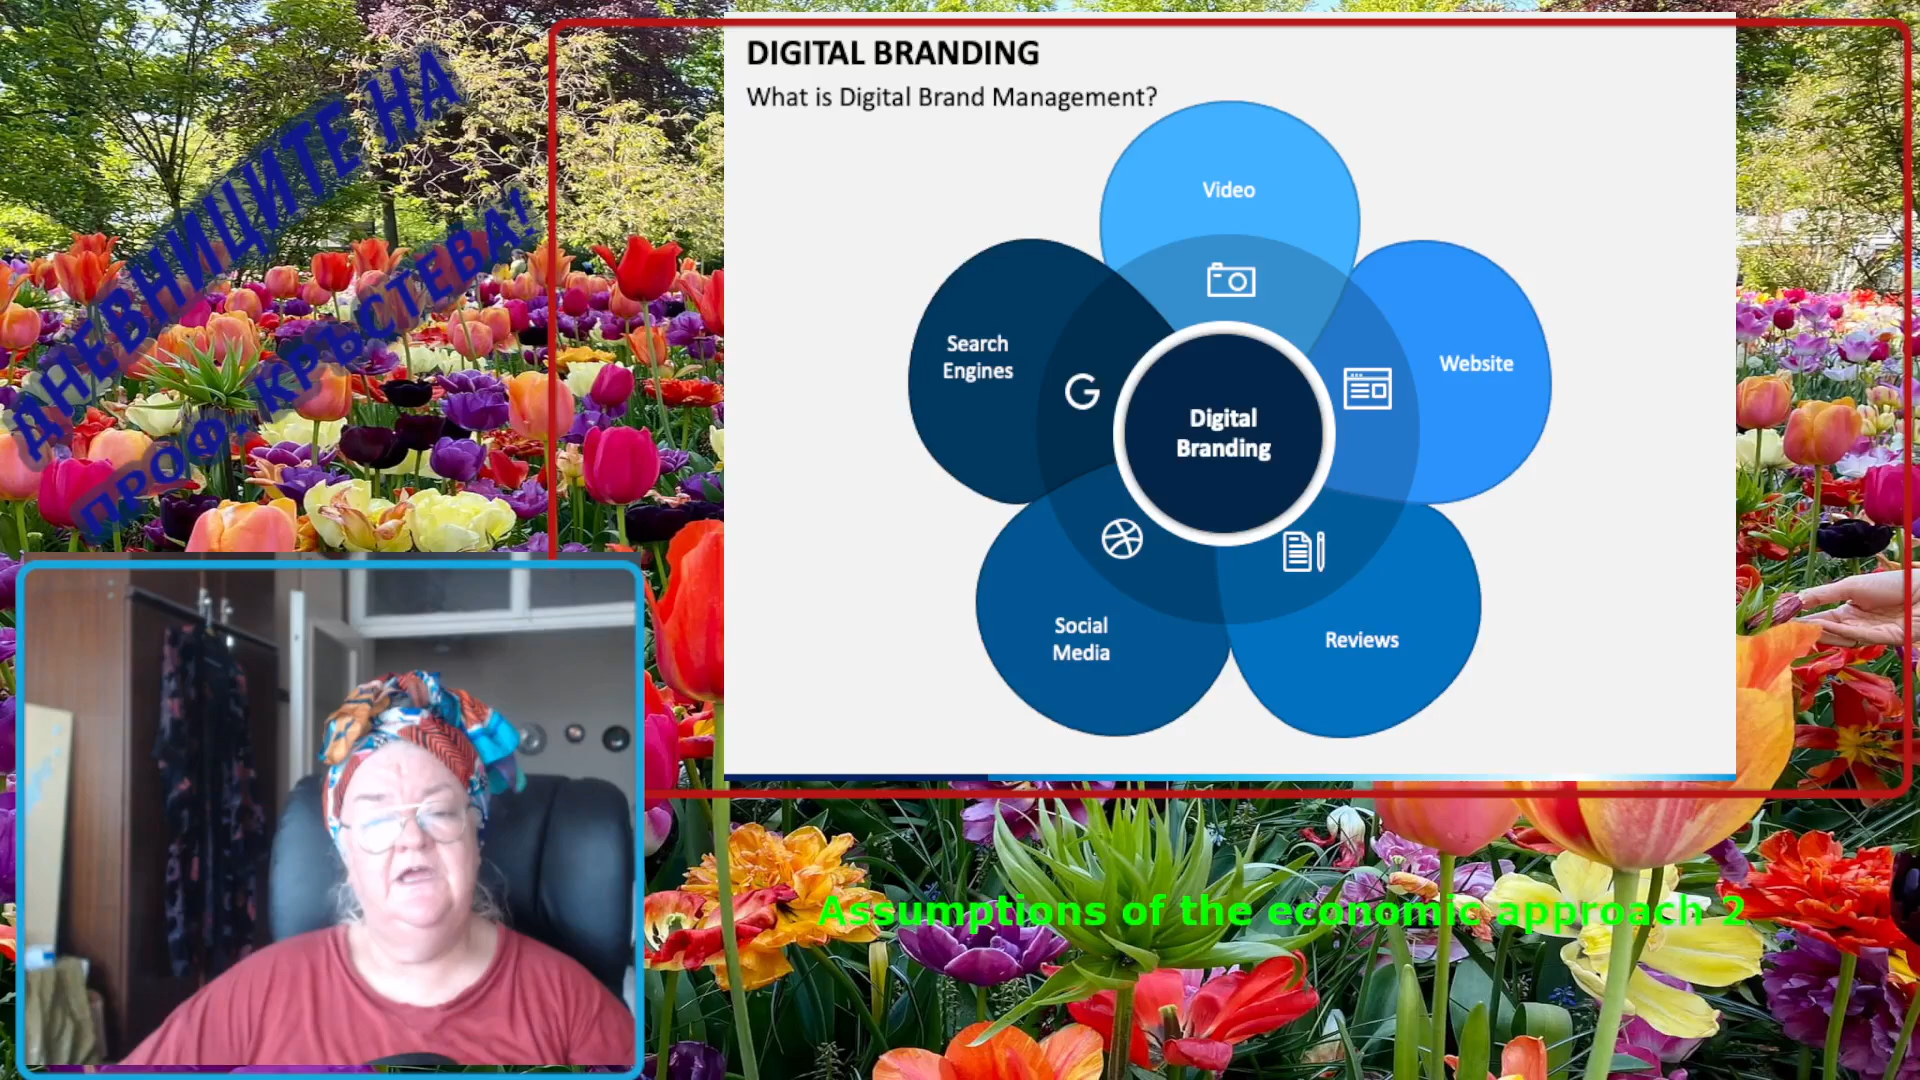 ДНЕВНИЦИТЕ НА
ПРОФ. КРЪСТЕВА!
DIGITAL BRANDING
What is Digital Brand Management?
Video
Search
Engines
Website
Digital
Branding
Social
Media
Reviews
Assumptions of the economic approach 2